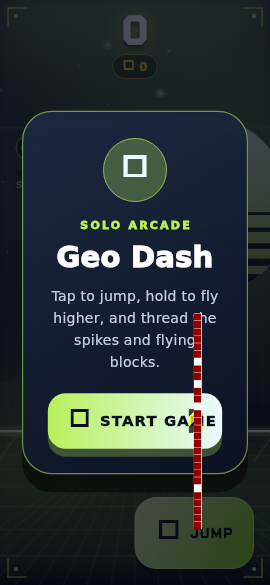 0
0
SOLO ARCADE
Geo Dash
Tap to jump, hold to fly
higher, and thread the
spikes and flying
blocks.
START GAME
JUMP